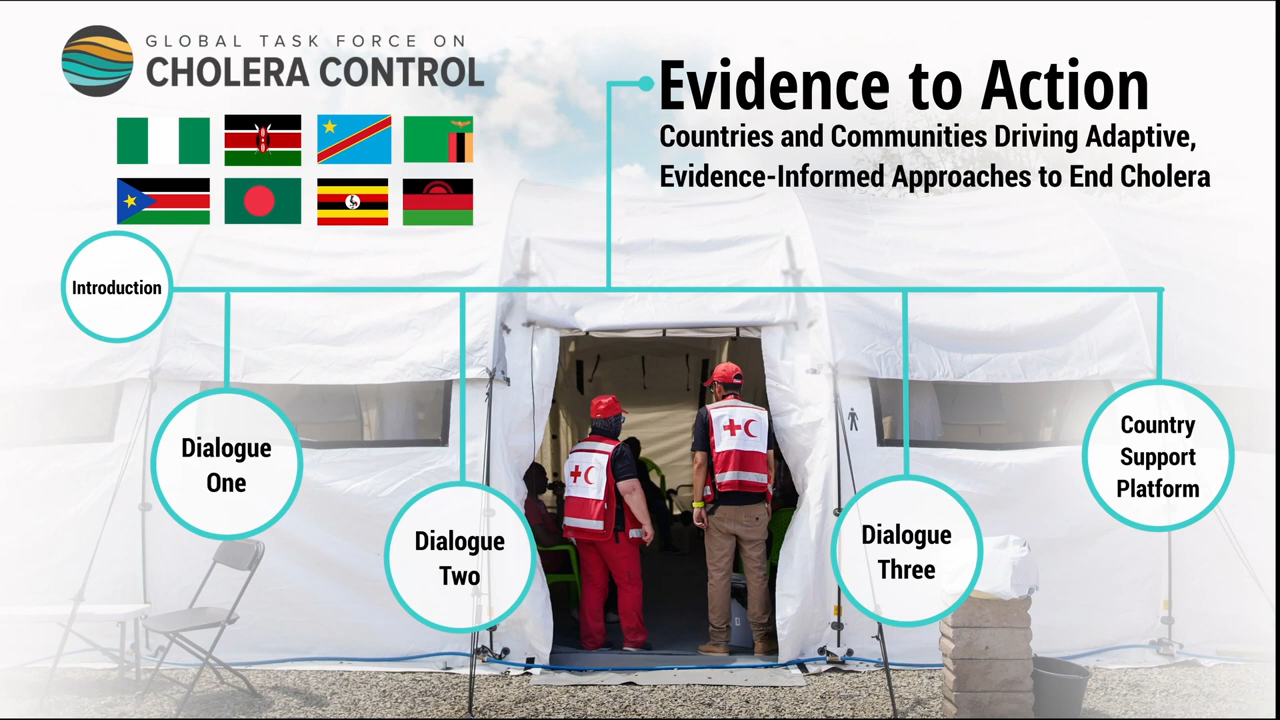 GLOBAL TASK FORCE ON
CHOLERA CONTROL
Evidence to Action
Countries and Communities Driving Adaptive,
Evidence-Informed Approaches to End Cholera
Introduction
Dialogue
One
Dialogue
Two
Dialogue
Three
Country
Support
Platform